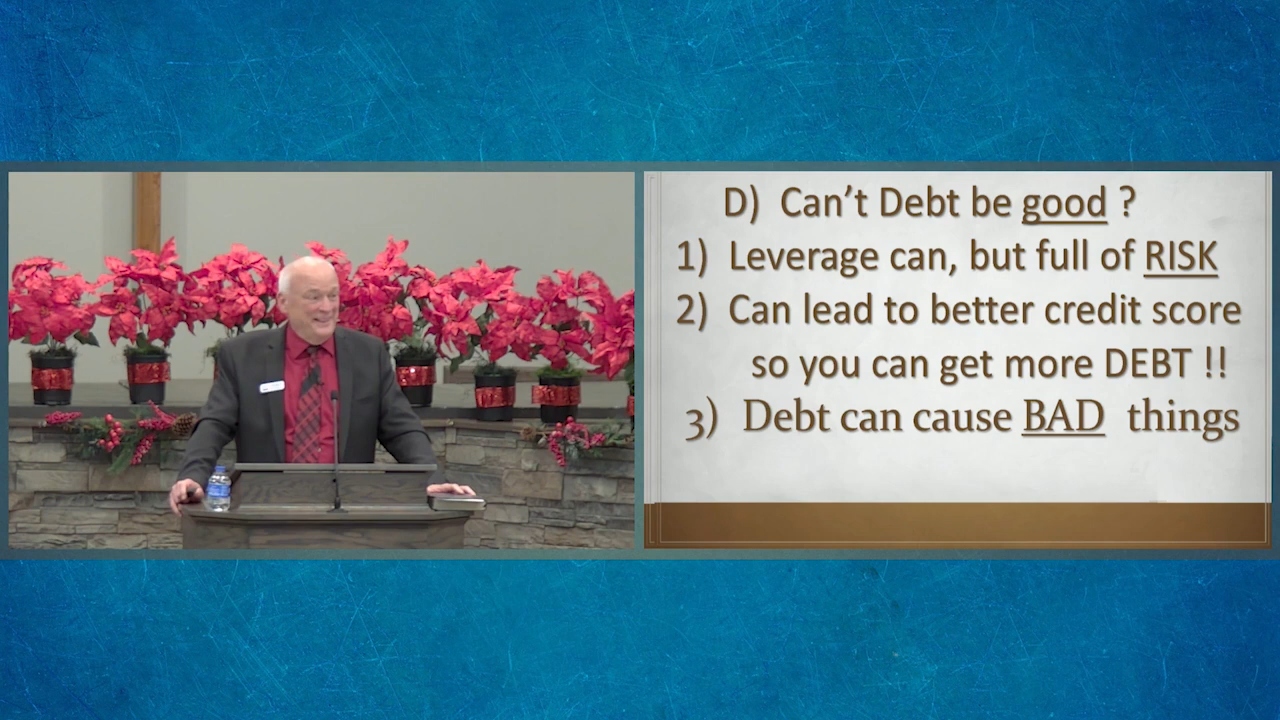 D) Can't Debt be good ?
1) Leverage can, but full of RISK
2) Can lead to better credit score
so you can get more DEBT !!
3) Debt can cause BAD things